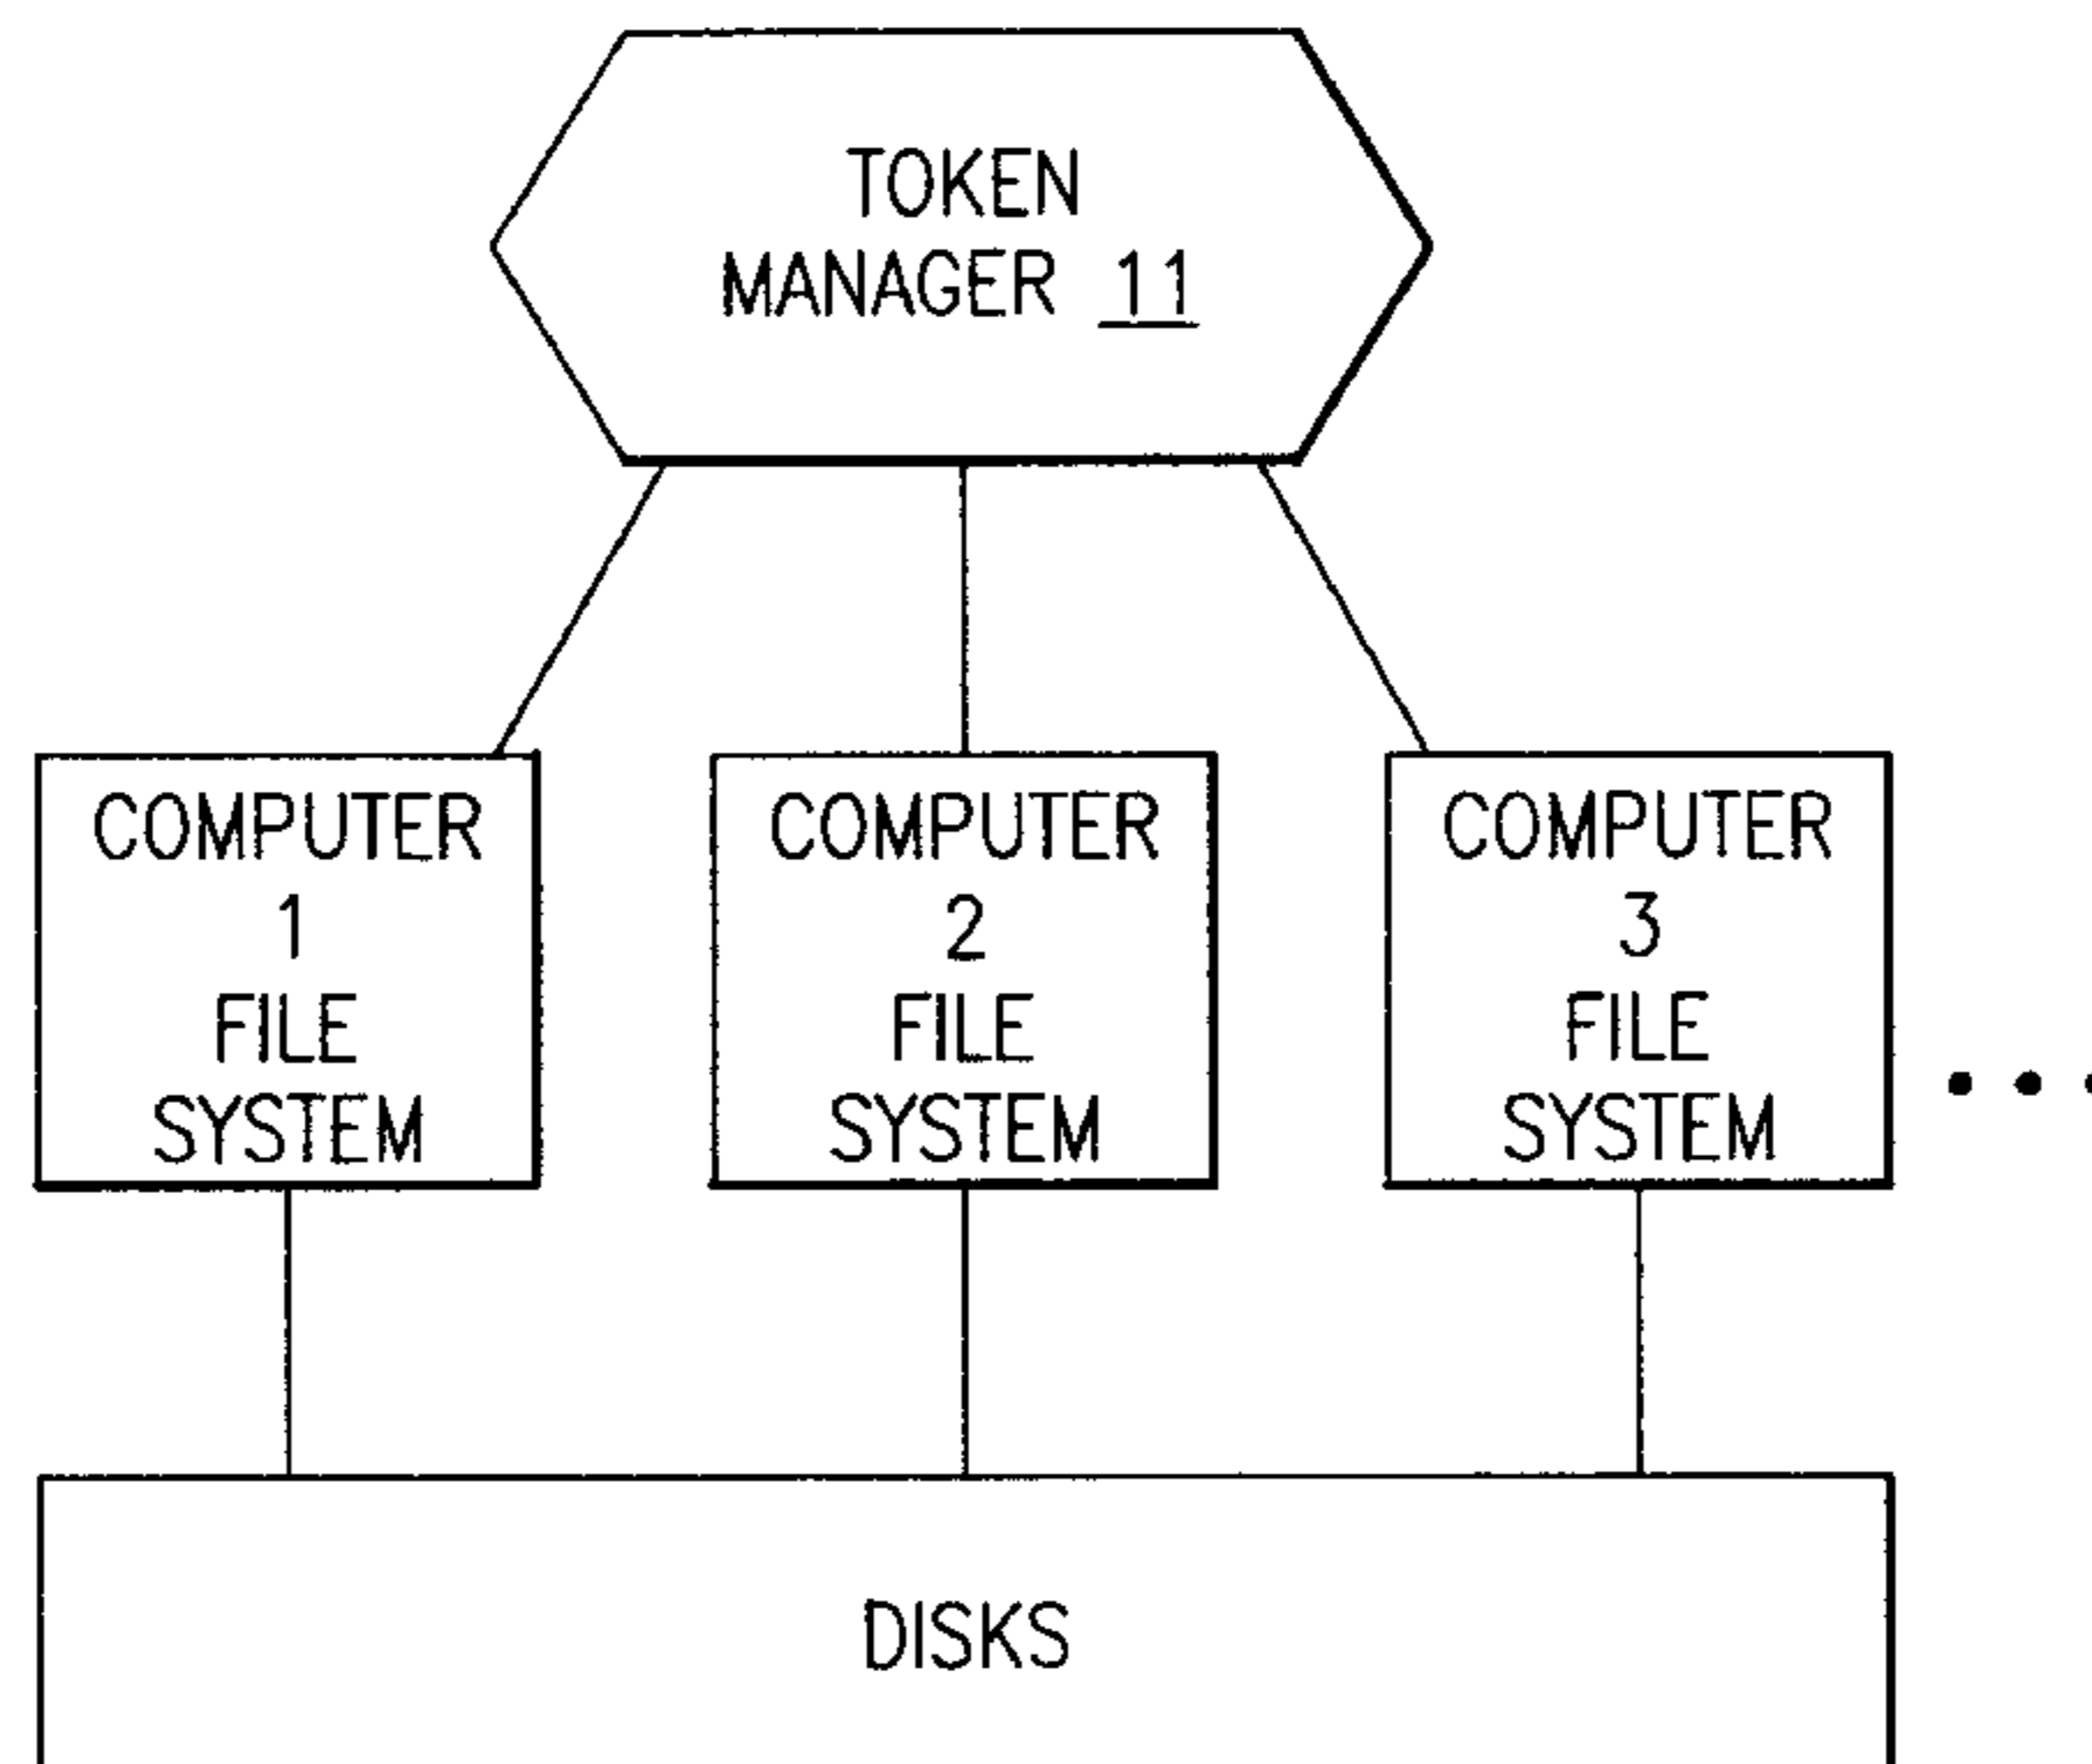 TOKEN
MANAGER 11
COMPUTER
1
FILE
SYSTEM
COMPUTER
2
FILE
SYSTEM
COMPUTER
3
FILE
SYSTEM
• • •
DISKS